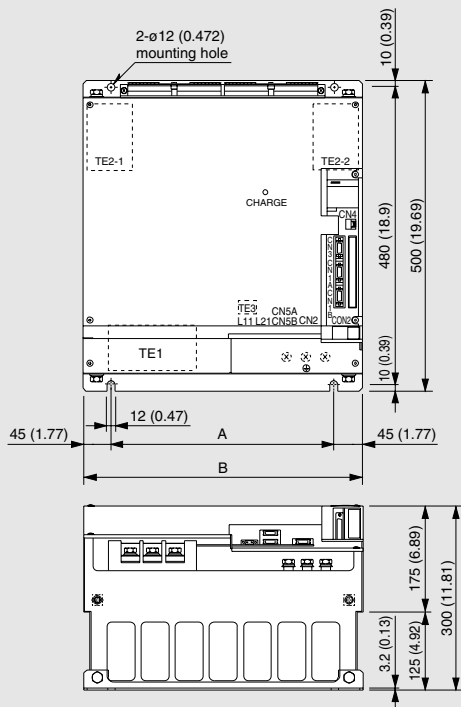 2-ø12 (0.472)
mounting hole
10 (0.39)
TE2-1
TE2-2
CHARGE
CN4
CN3
CN1A
CN1B
480 (18.9)
500 (19.69)
TE3
CN5A
L11 L21 CN5B CN2 CON2
TE1
10 (0.39)
12 (0.47)
45 (1.77)
A
45 (1.77)
B
175 (6.89)
300 (11.81)
3.2 (0.13)
125 (4.92)